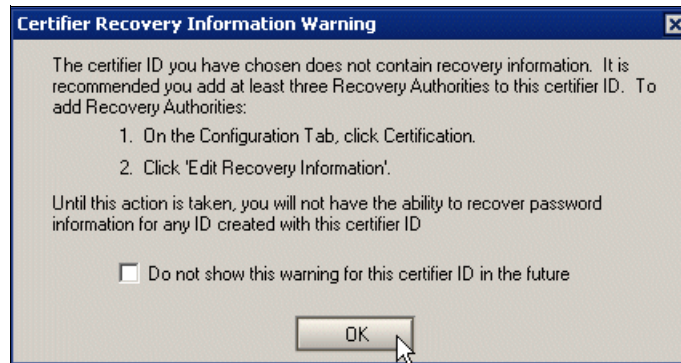 Certifier Recovery Information Warning
The certifier ID you have chosen does not contain recovery information. It is
recommended you add at least three Recovery Authorities to this certifier ID. To
add Recovery Authorities:
1. On the Configuration Tab, click Certification.
2. Click 'Edit Recovery Information'.
Until this action is taken, you will not have the ability to recover password
information for any ID created with this certifier ID
Do not show this warning for this certifier ID in the future
OK